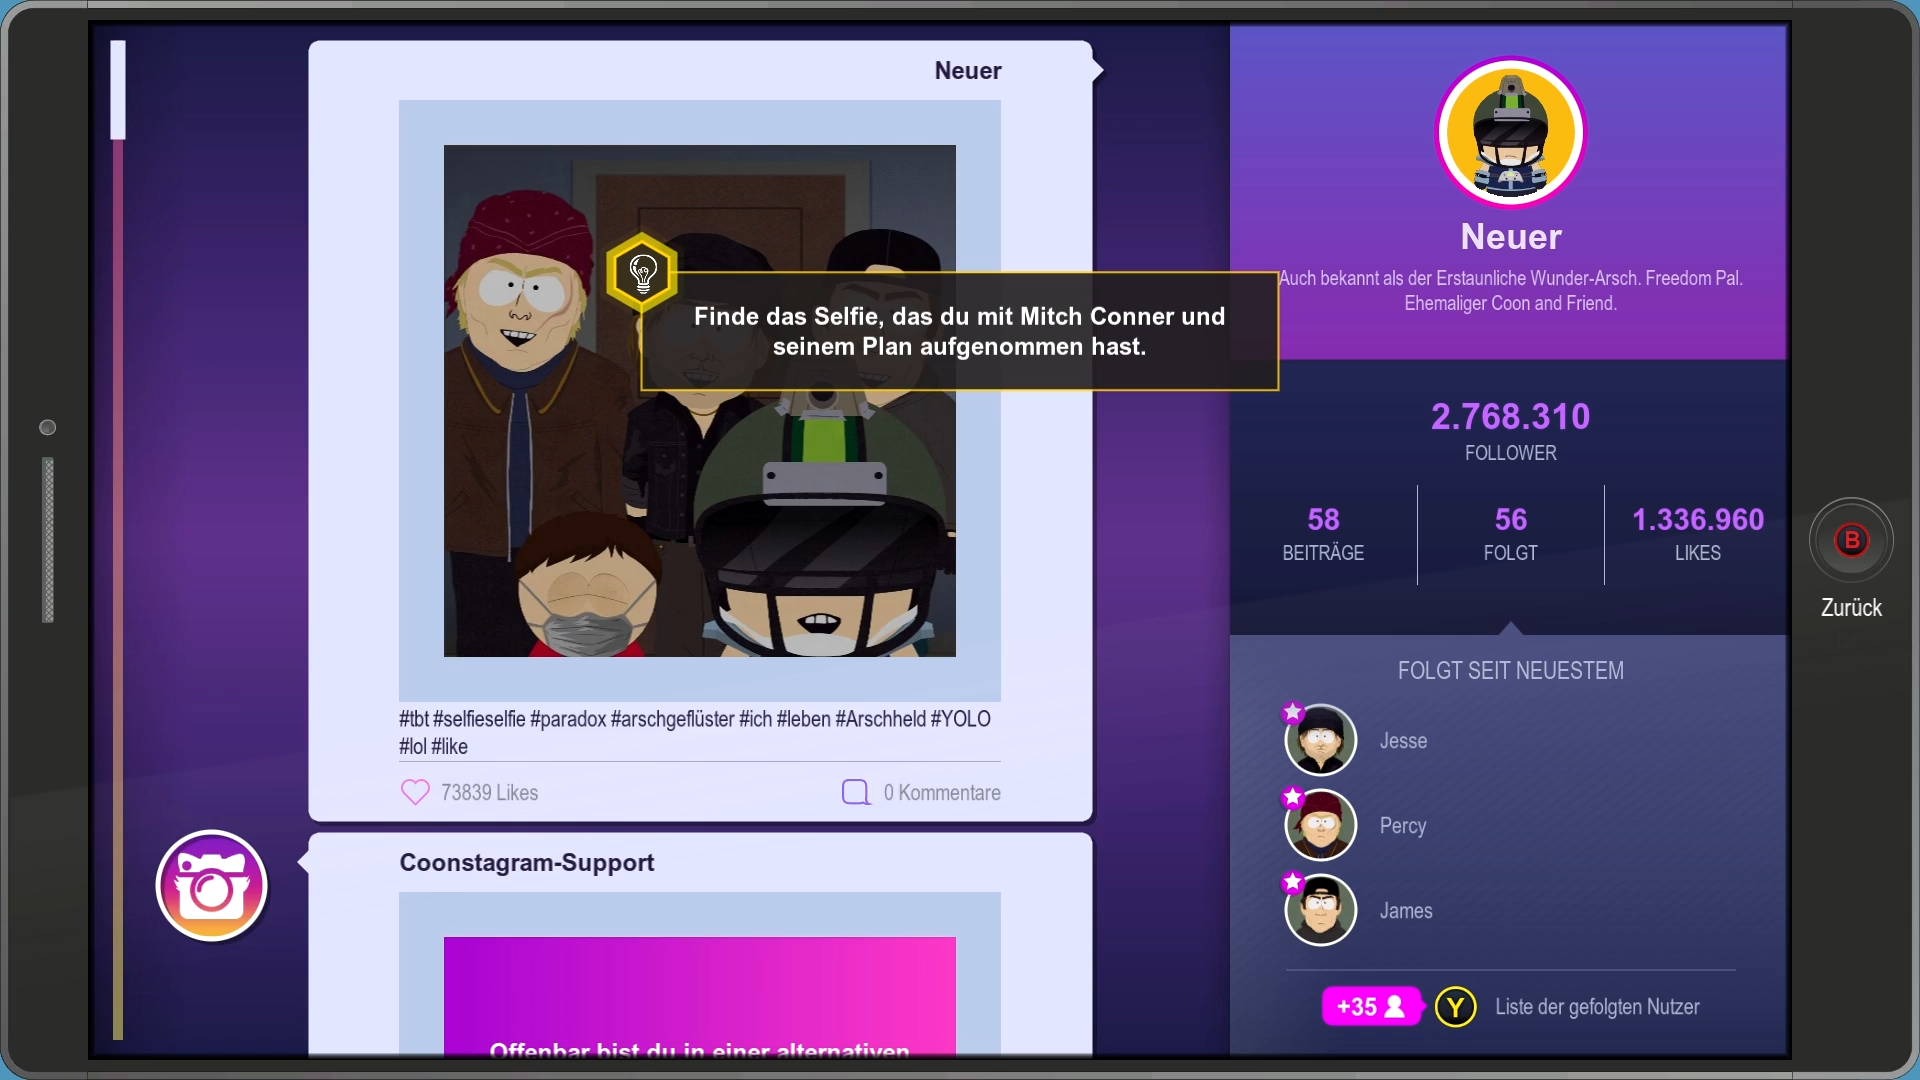 Neuer
Finde das Selfie, das du mit Mitch Conner und
seinem Plan aufgenommen hast.
#tbt #selfieselfie #paradox #arschgeflüster #ich #leben #Arschheld #YOLO
#lol #like
73839 Likes
0 Kommentare
Coonstagram-Support
Offenbar bist du in einer alternativen
Neuer
Auch bekannt als der Erstaunliche Wunder-Arsch. Freedom Pal.
Ehemaliger Coon and Friend.
2.768.310
FOLLOWER
58
BEITRÄGE
56
FOLGT
1.336.960
LIKES
FOLGT SEIT NEUESTEM
Jesse
Percy
James
+35
Y
Liste der gefolgten Nutzer
B
Zurück